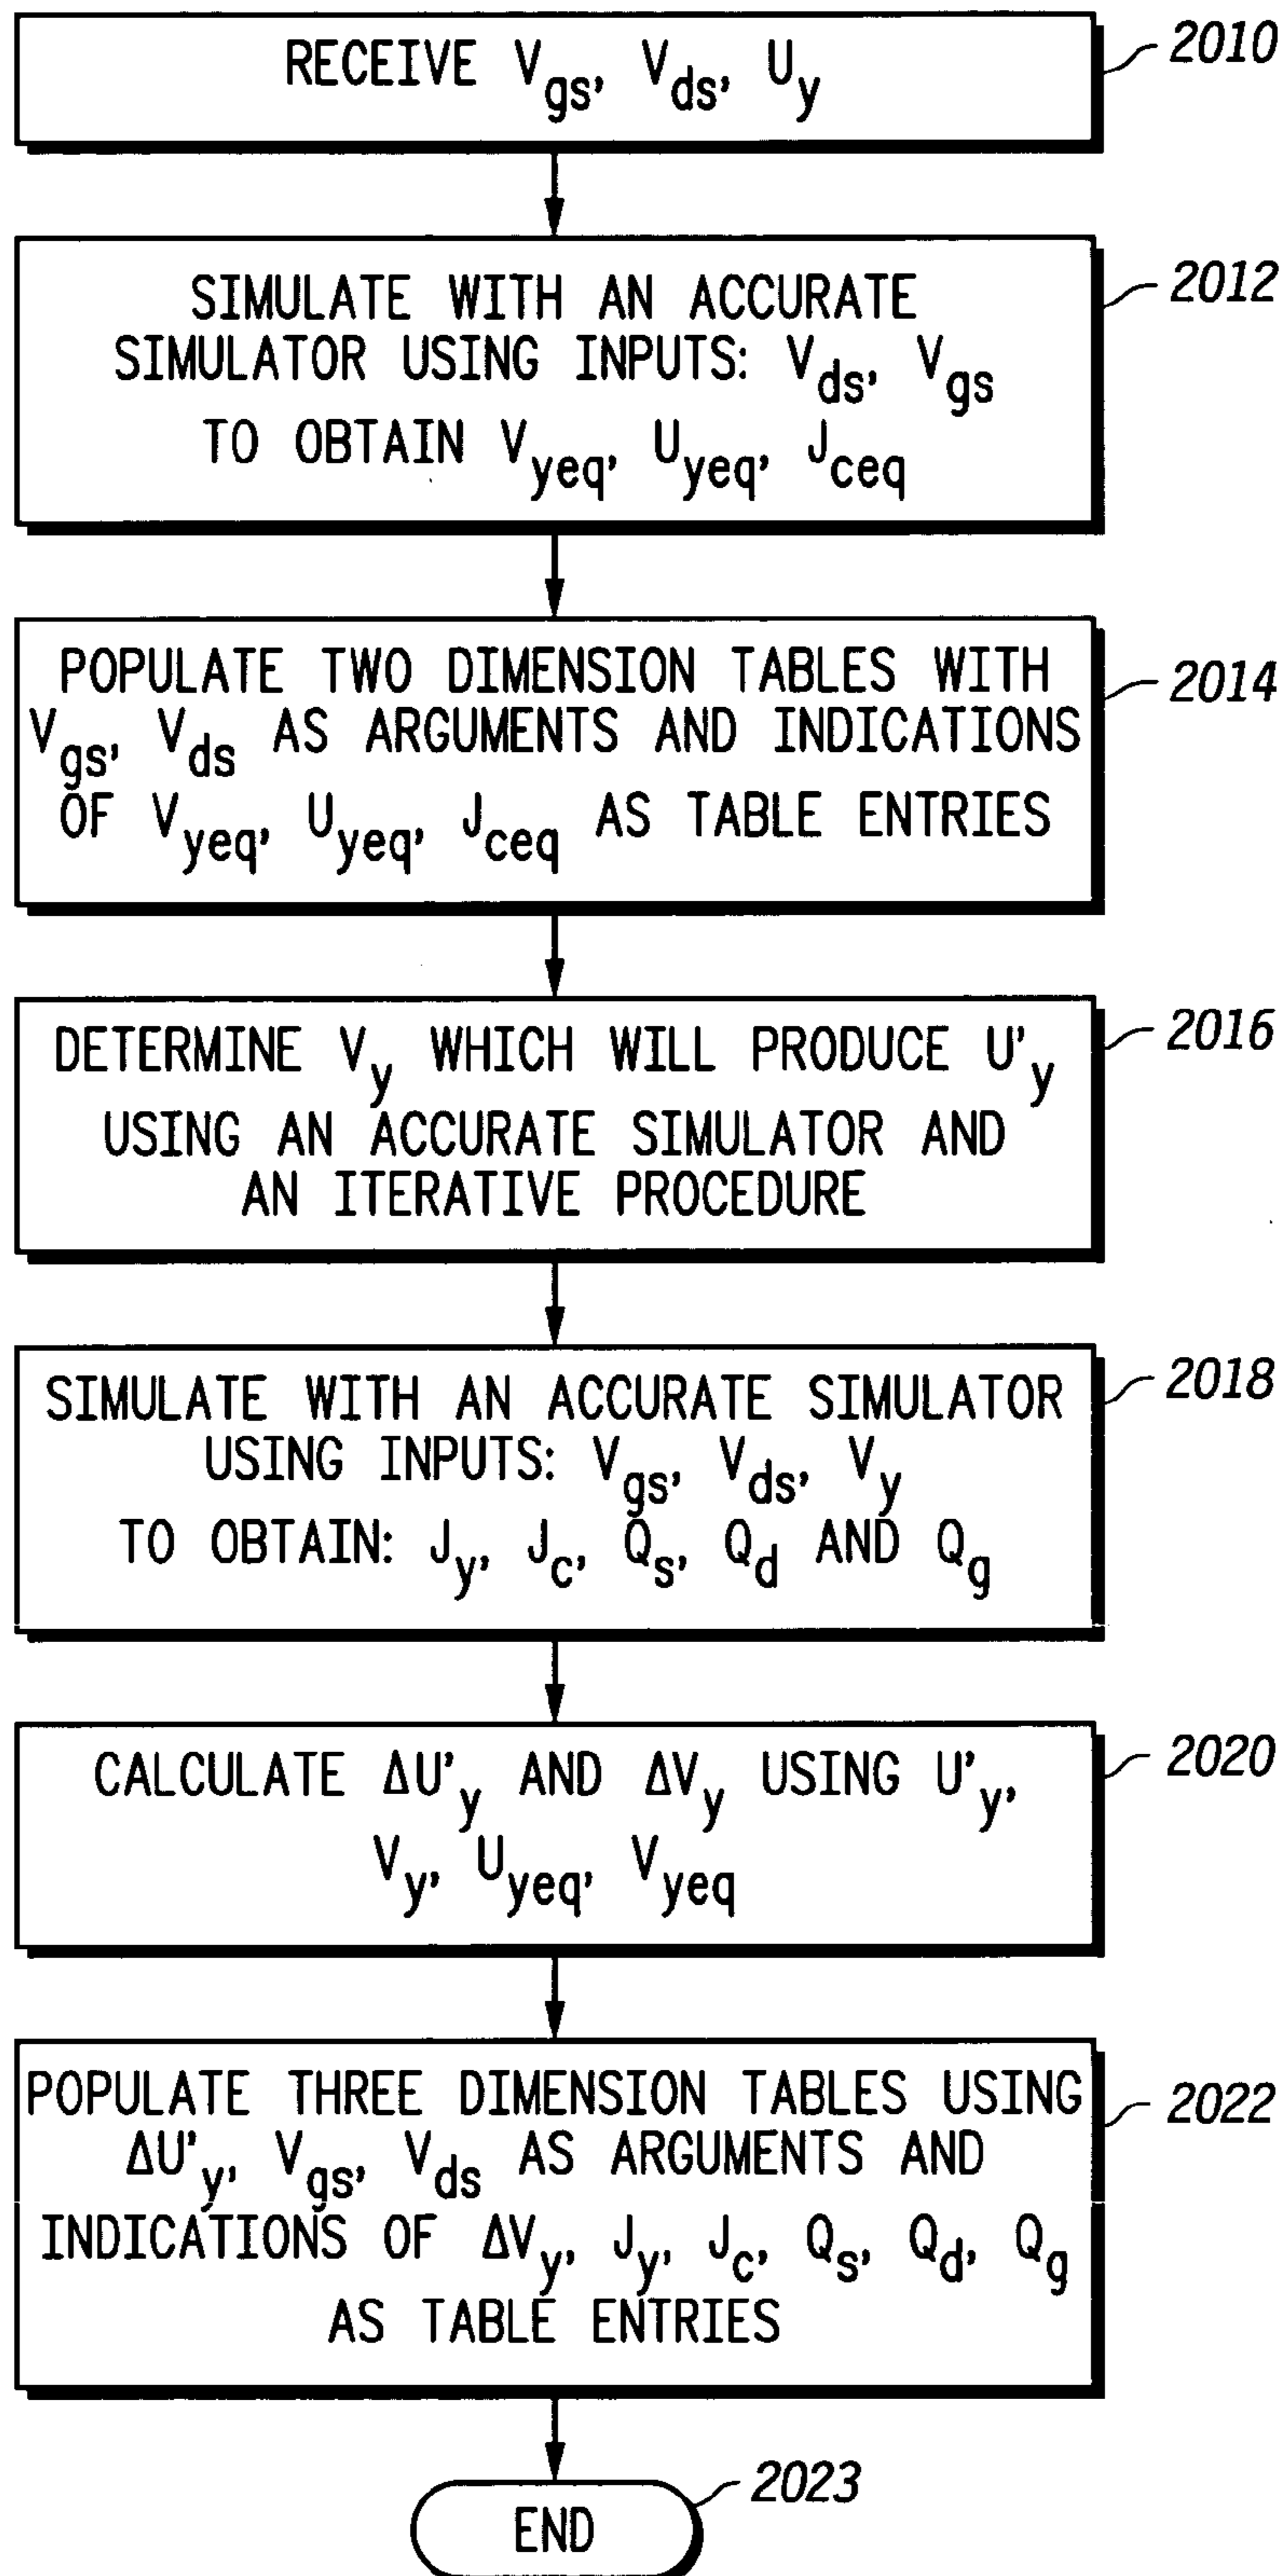 RECEIVE Vgs, Vds, Uy
2010
SIMULATE WITH AN ACCURATE
SIMULATOR USING INPUTS: Vds, Vgs
TO OBTAIN Vyeq, Uyeq, Jceq
2012
POPULATE TWO DIMENSION TABLES WITH
Vgs, Vds AS ARGUMENTS AND INDICATIONS
OF Vyeq, Uyeq, Jceq AS TABLE ENTRIES
2014
DETERMINE Vy WHICH WILL PRODUCE U'y
USING AN ACCURATE SIMULATOR AND
AN ITERATIVE PROCEDURE
2016
SIMULATE WITH AN ACCURATE SIMULATOR
USING INPUTS: Vgs, Vds, Vy
TO OBTAIN: Jy, Jc, Qs, Qd AND Qg
2018
CALCULATE ΔU'y AND ΔVy USING U'y,
Vy, Uyeq, Vyeq
2020
POPULATE THREE DIMENSION TABLES USING
ΔU'y, Vgs, Vds AS ARGUMENTS AND
INDICATIONS OF ΔVy, Jy, Jc, Qs, Qd, Qg
AS TABLE ENTRIES
2022
END
2023